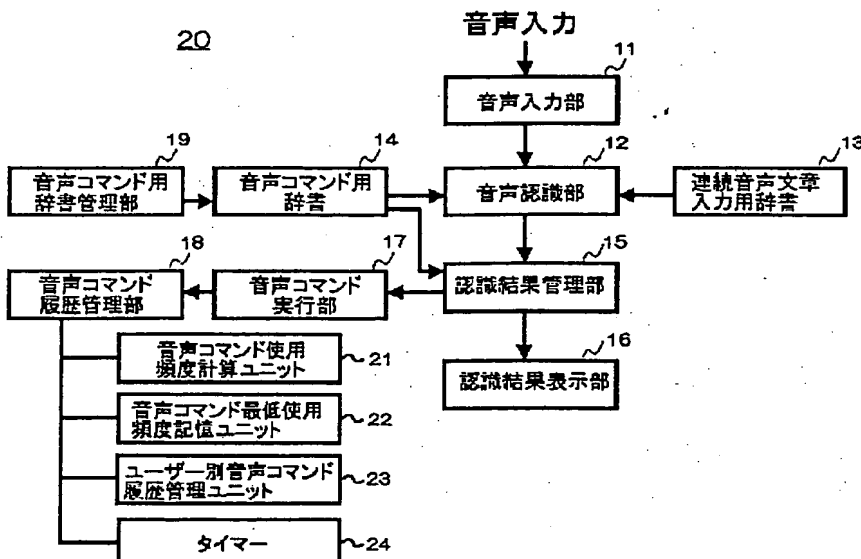 20
音声入力
11
音声入力部
12
音声認識部
13
連続音声文章
入力用辞書
19
音声コマンド用
辞書管理部
14
音声コマンド用
辞書
15
認識結果管理部
18
音声コマンド
履歴管理部
17
音声コマンド
実行部
16
認識結果表示部
音声コマンド使用
頻度計算ユニット
21
音声コマンド最低使用
頻度記憶ユニット
22
ユーザー別音声コマンド
履歴管理ユニット
23
タイマー
24